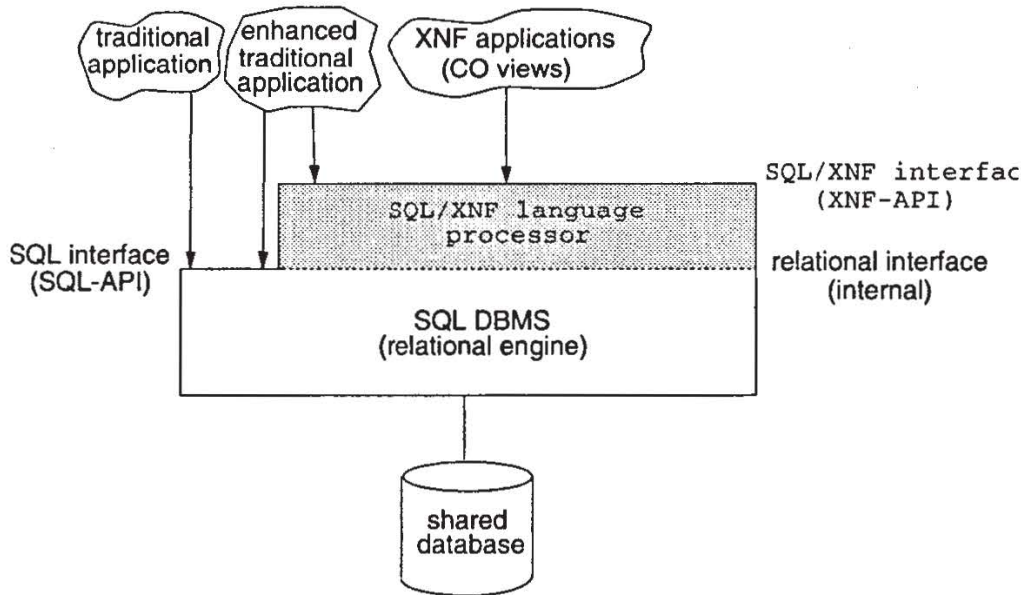 traditional
application
enhanced
traditional
application
XNF applications
(CO views)
SQL/XNF interfac
(XNF-API)
SQL/XNF language
processor
SQL interface
(SQL-API)
relational interface
(internal)
SQL DBMS
(relational engine)
shared
database